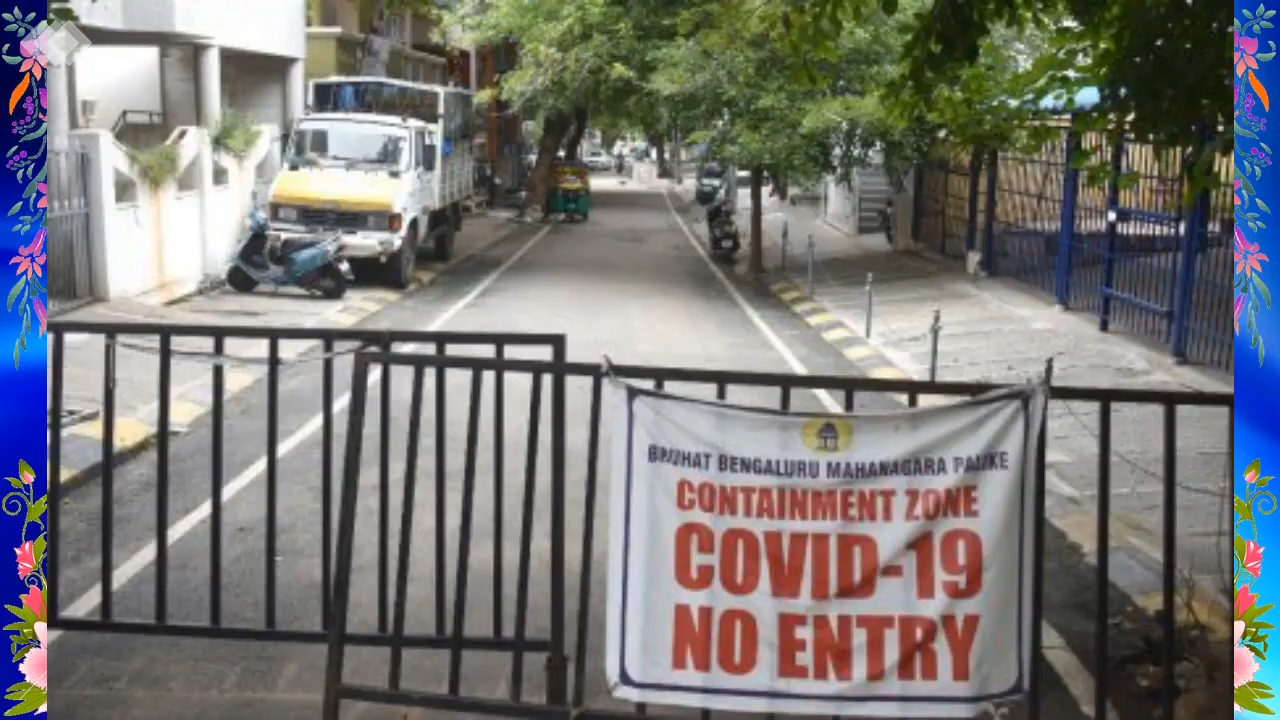 BRUHAT BENGALURU MAHANAGARA PALIKE
CONTAINMENT ZONE
COVID-19
NO ENTRY